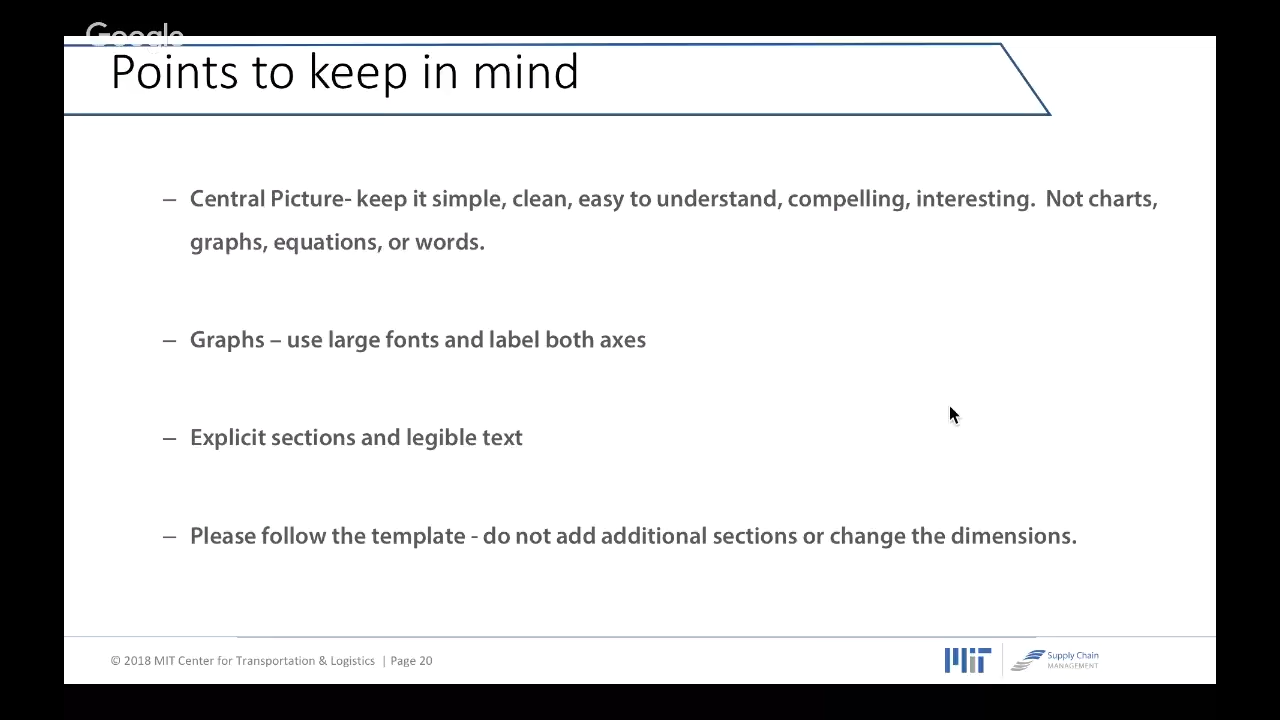 Google
Points to keep in mind
– Central Picture- keep it simple, clean, easy to understand, compelling, interesting.  Not charts,
graphs, equations, or words.
– Graphs – use large fonts and label both axes
– Explicit sections and legible text
– Please follow the template - do not add additional sections or change the dimensions.
© 2018 MIT Center for Transportation & Logistics | Page 20
MIT
Supply Chain
MANAGEMENT